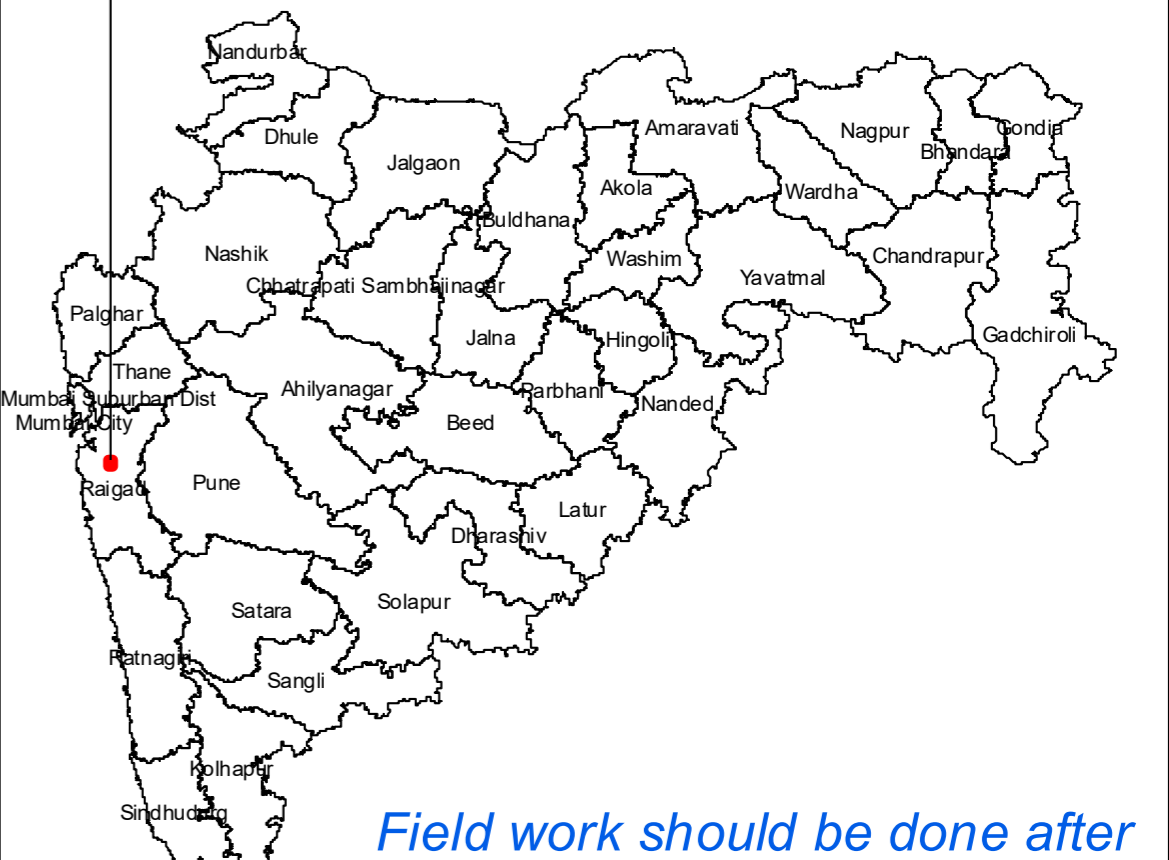 Nandurbar
Dhule
Jalgaon
Amaravati
Nagpur
Gondia
Bhandara
Akola
Wardha
Buldhana
Nashik
Washim
Chandrapur
Chhatrapati Sambhajinagar
Yavatmal
Palghar
Jalna
Hingoli
Gadchiroli
Thane
Ahilyanagar
Parbhani
Mumbai Suburban Dist
Nanded
Mumbai City
Beed
Raigad
Pune
Latur
Dharashiv
Satara
Solapur
Ratnagiri
Sangli
Kolhapur
Sindhudurg
Field work should be done after